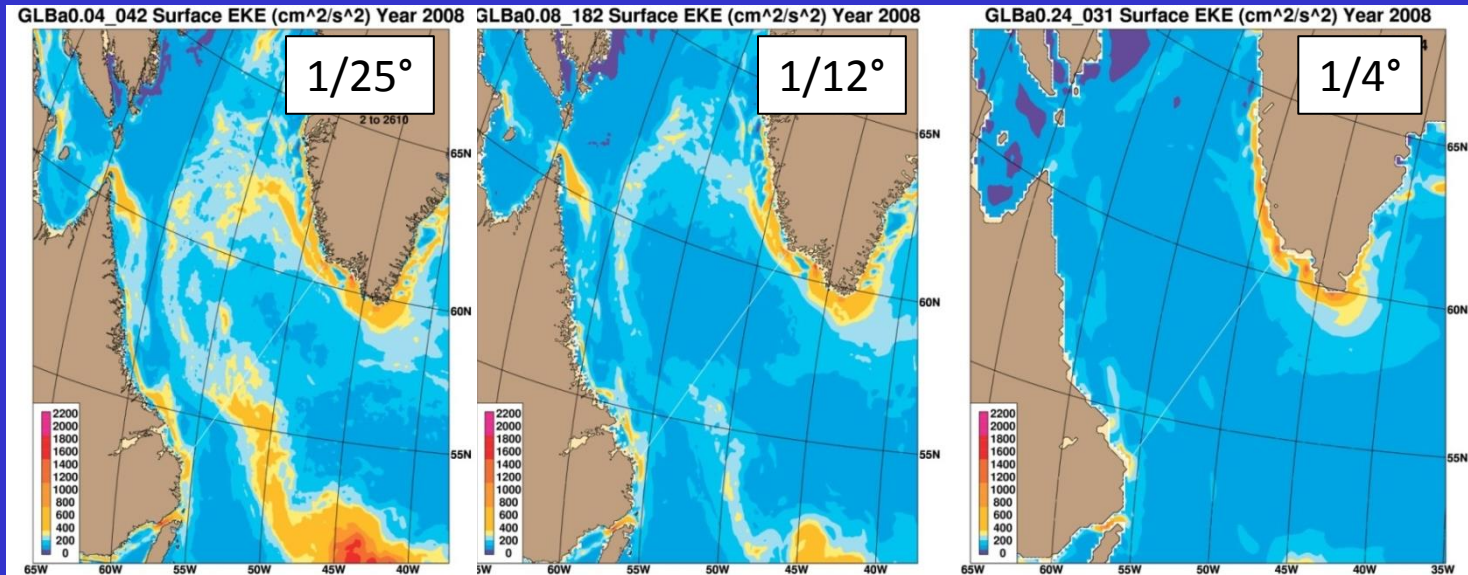 GLBa0.04_042 Surface EKE (cm^2/s^2) Year 2008
1/25°
2 to 2610
65N
60N
55N
2200
2000
1800
1600
1400
1200
1000
800
600
400
200
0
65W 60W 55W 50W 45W 40W
GLBa0.08_182 Surface EKE (cm^2/s^2) Year 2008
1/12°
65N
60N
55N
2200
2000
1800
1600
1400
1200
1000
800
600
400
200
0
65W 60W 55W 50W 45W 40W
GLBa0.24_031 Surface EKE (cm^2/s^2) Year 2008
1/4°
4
65N
60N
55N
2200
2000
1800
1600
1400
1200
1000
800
600
400
200
0
65W 60W 55W 50W 45W 40W 35W